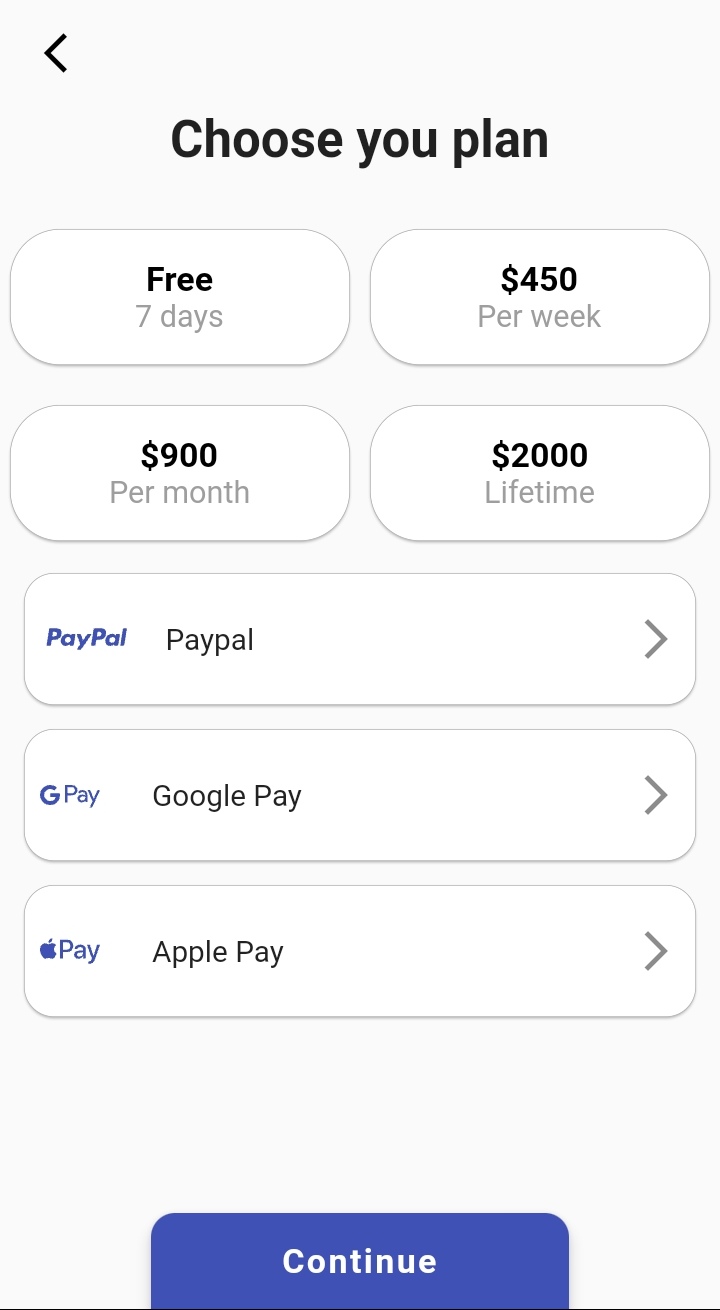 Choose you plan
Free
7 days
$450
Per week
$900
Per month
$2000
Lifetime
PayPal Paypal
G Pay Google Pay
Pay Apple Pay
Continue